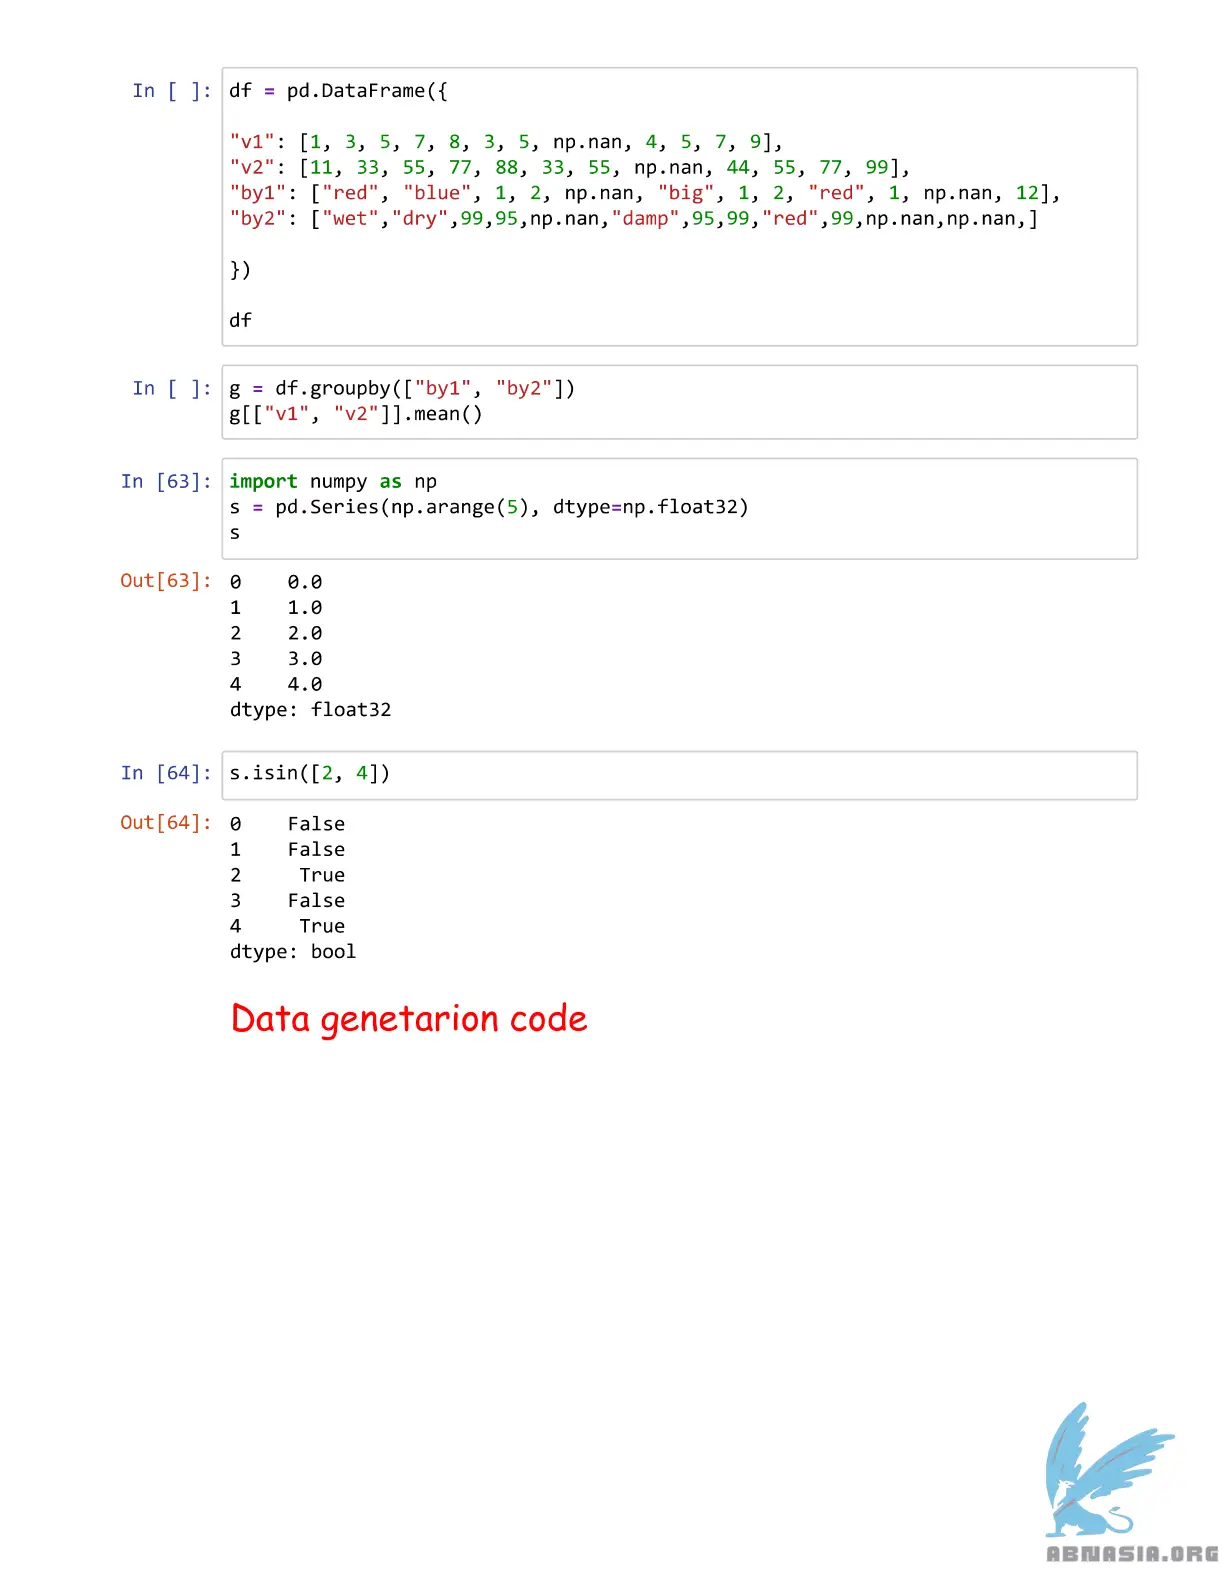 In [ ]: df = pd.DataFrame({
"v1": [1, 3, 5, 7, 8, 3, 5, np.nan, 4, 5, 7, 9],
"v2": [11, 33, 55, 77, 88, 33, 55, np.nan, 44, 55, 77, 99],
"by1": ["red", "blue", 1, 2, np.nan, "big", 1, 2, "red", 1, np.nan, 12],
"by2": ["wet","dry",99,95,np.nan,"damp",95,99,"red",99,np.nan,np.nan,]
})
df
In [ ]: g = df.groupby(["by1", "by2"])
g[["v1", "v2"]].mean()
In [63]: import numpy as np
s = pd.Series(np.arange(5), dtype=np.float32)
s
Out[63]: 0    0.0
1    1.0
2    2.0
3    3.0
4    4.0
dtype: float32
In [64]: s.isin([2, 4])
Out[64]: 0    False
1    False
2     True
3    False
4     True
dtype: bool
Data genetarion code
ABNASIA.ORG